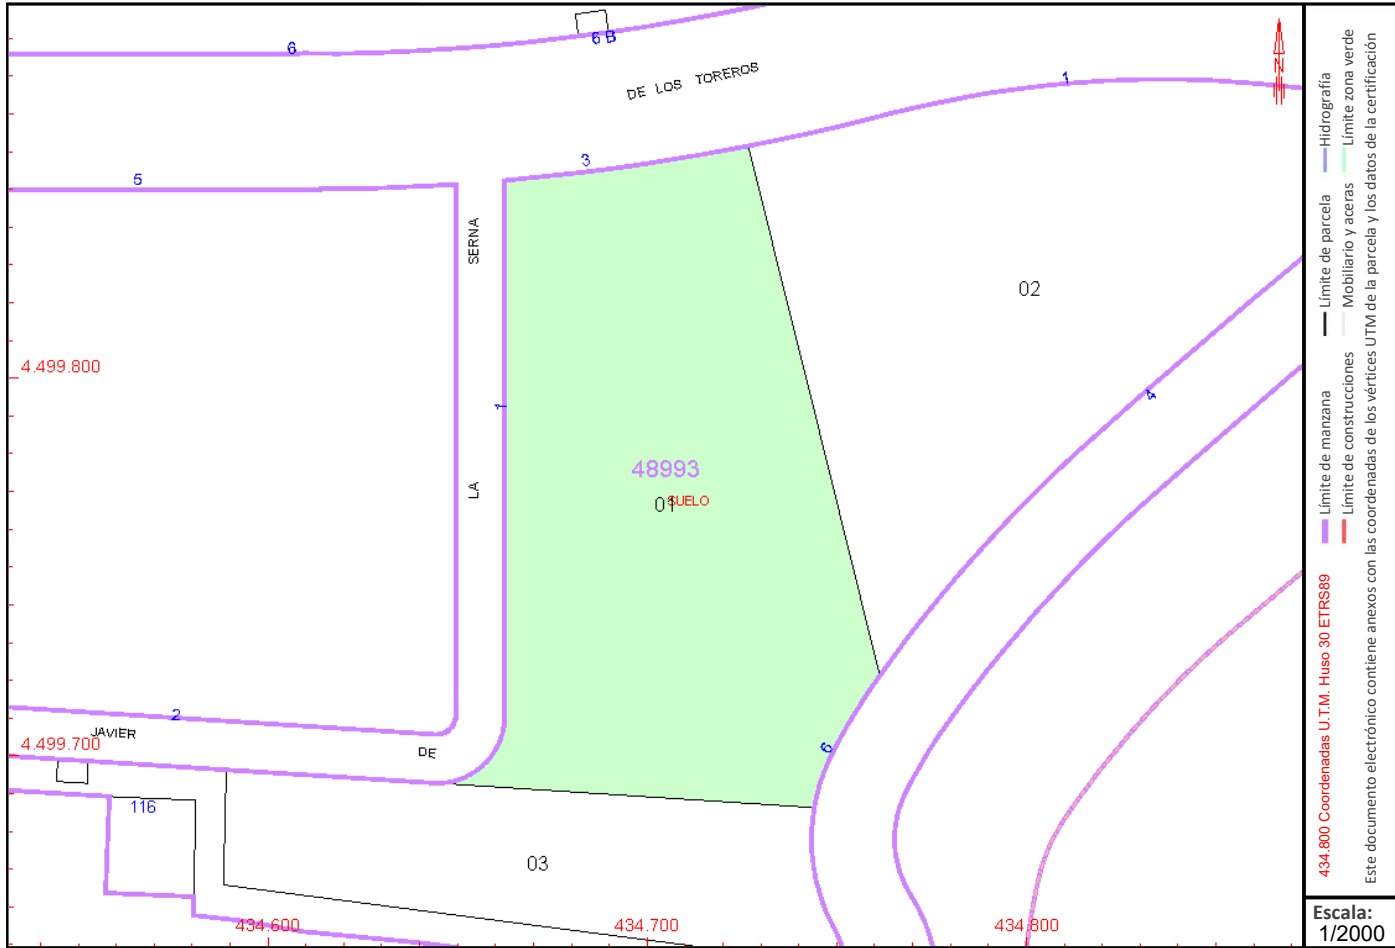 6
6 B
DE LOS TOREROS
1
3
5
SERNA
02
4.499.800
1
4
48993
01
SUELO
LA
2
JAVIER
4.499.700
DE
6
116
03
434.600
434.700
434.800
N
Hidrografía
Límite zona verde
Límite de parcela
Mobiliario y aceras
Límite de manzana
Límite de construcciones
434.800 Coordenadas U.T.M. Huso 30 ETRS89
Este documento electrónico contiene anexos con las coordenadas de los vértices UTM de la parcela y los datos de la certificación
Escala:
1/2000